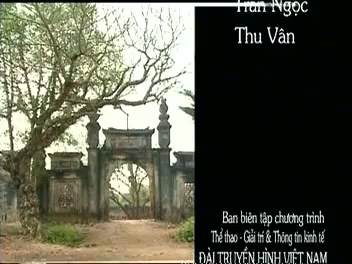 Trần Ngọc
Thu Vân
Ban biên tập chương trình
Thể thao - Giải trí & Thông tin kinh tế
ĐÀI TRUYỀN HÌNH VIỆT NAM